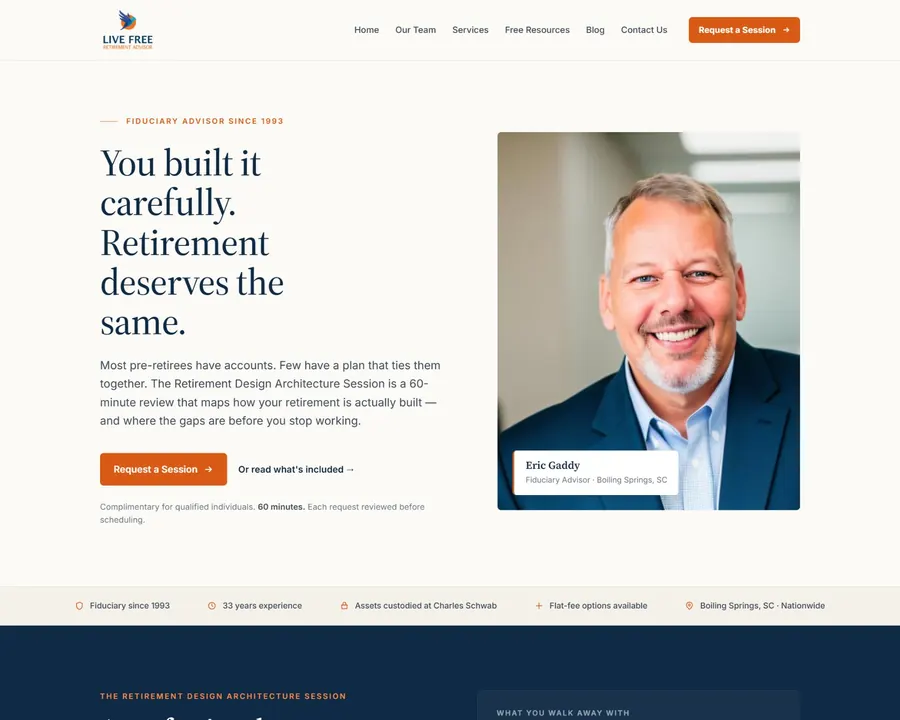 LIVE FREE
RETIREMENT ADVISOR
Home
Our Team
Services
Free Resources
Blog
Contact Us
Request a Session →
FIDUCIARY ADVISOR SINCE 1993
You built it
carefully.
Retirement
deserves the
same.
Most pre-retirees have accounts. Few have a plan that ties them
together. The Retirement Design Architecture Session is a 60-
minute review that maps how your retirement is actually built —
and where the gaps are before you stop working.
Request a Session →
Or read what's included →
Complimentary for qualified individuals. 60 minutes. Each request reviewed before
scheduling.
Eric Gaddy
Fiduciary Advisor · Boiling Springs, SC
Fiduciary since 1993
33 years experience
Assets custodied at Charles Schwab
Flat-fee options available
Boiling Springs, SC · Nationwide
THE RETIREMENT DESIGN ARCHITECTURE SESSION
WHAT YOU WALK AWAY WITH